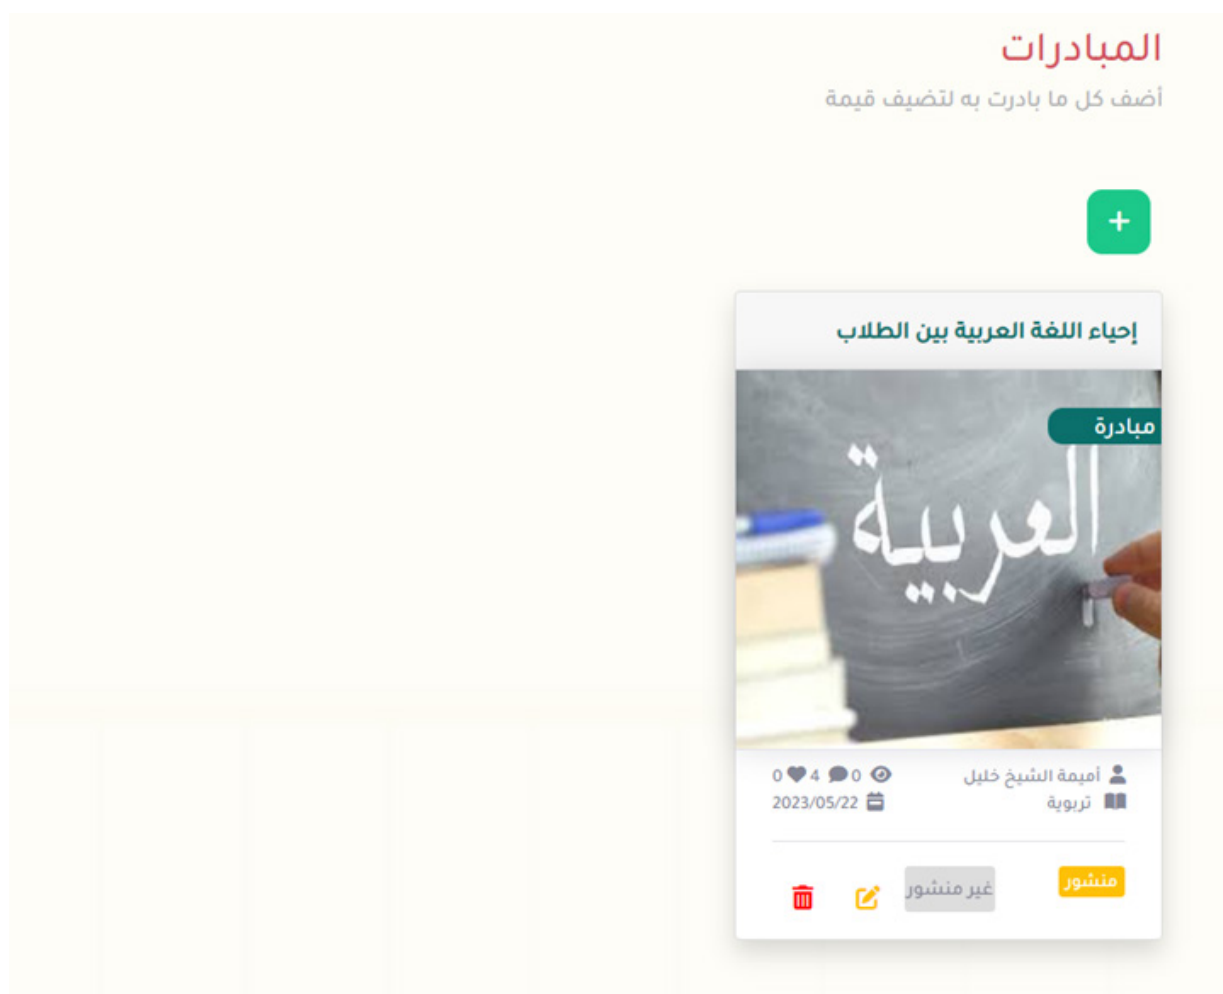 المبادرات
أضف كل ما بادرت به لتضيف قيمة
+
إحياء اللغة العربية بين الطلاب
مبادرة
العربية
أميمة الشيخ خليل 0 4 0
تربوية 2023/05/22
منشور غير منشور